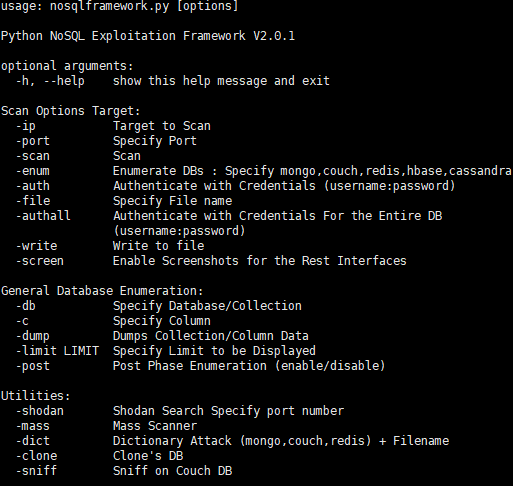 usage: nosqlframework.py [options]
Python NoSQL Exploitation Framework V2.0.1
optional arguments:
-h, --help show this help message and exit
Scan Options Target:
-ip Target to Scan
-port Specify Port
-scan Scan
-enum Enumerate DBs : Specify mongo,couch,redis,hbase,cassandra
-auth Authenticate with Credentials (username:password)
-file Specify File name
-authall Authenticate with Credentials For the Entire DB
(username:password)
-write Write to file
-screen Enable Screenshots for the Rest Interfaces
General Database Enumeration:
-db Specify Database/Collection
-c Specify Column
-dump Dumps Collection/Column Data
-limit LIMIT Specify Limit to be Displayed
-post Post Phase Enumeration (enable/disable)
Utilities:
-shodan Shodan Search Specify port number
-mass Mass Scanner
-dict Dictionary Attack (mongo,couch,redis) + Filename
-clone Clone's DB
-sniff Sniff on Couch DB